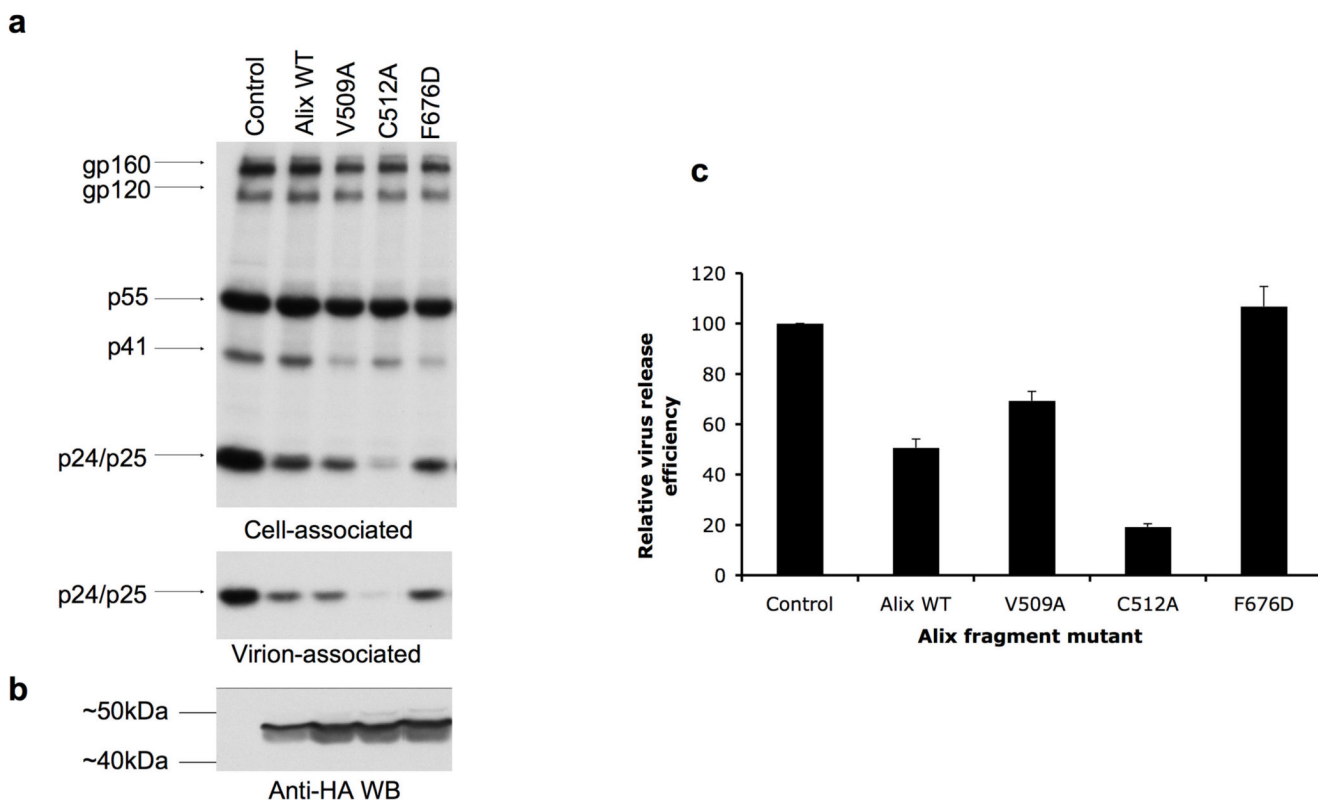 a
Control
Alix WT
V509A
C512A
F676D
gp160
gp120
p55
p41
p24/p25
Cell-associated
p24/p25
Virion-associated
b
~50kDa
~40kDa
Anti-HA WB
c
Relative virus release
efficiency
120
100
80
60
40
20
0
Control Alix WT V509A C512A F676D
Alix fragment mutant